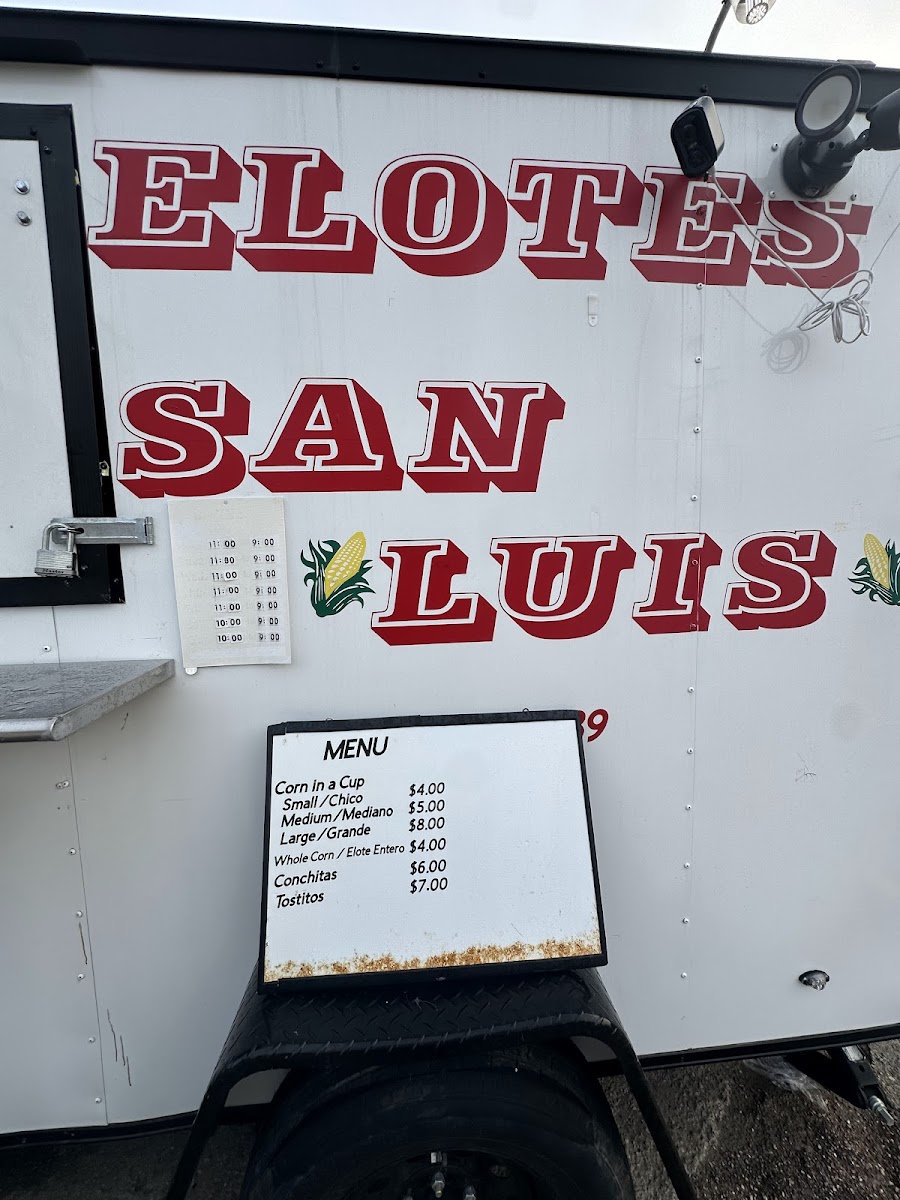 ELOTES
SAN
LUIS
11:00 9:00
11:80 9:00
11:00 9:00
11:00 9:00
11:00 9:00
10:00 9:00
10:00 9:00
39
MENU
Corn in a Cup
Small/Chico $4.00
Medium/Mediano $5.00
Large/Grande $8.00
Whole Corn / Elote Entero $4.00
Conchitas $6.00
Tostitos $7.00